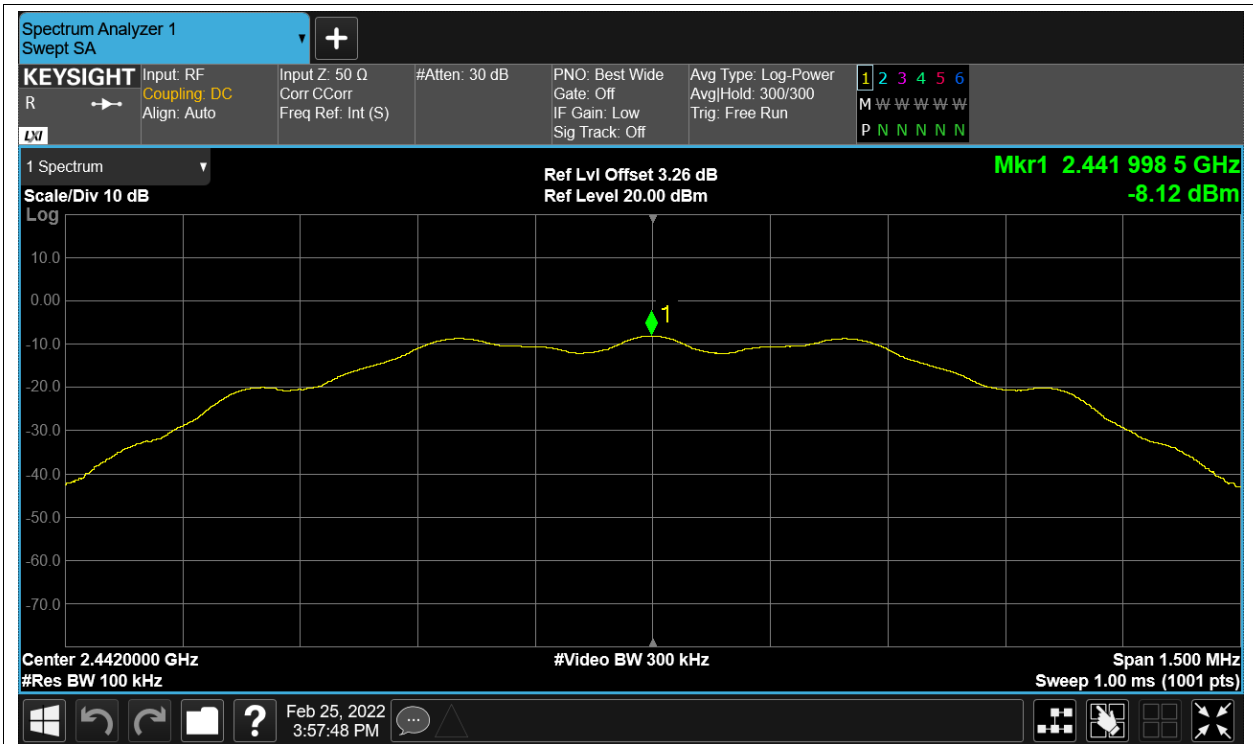 Spectrum Analyzer 1
Swept SA
KEYSIGHT
R
LXI
Input: RF
Coupling: DC
Align: Auto
Input Z: 50 Ω
Corr CCorr
Freq Ref: Int (S)
#Atten: 30 dB
PNO: Best Wide
Gate: Off
IF Gain: Low
Sig Track: Off
Avg Type: Log-Power
Avg|Hold: 300/300
Trig: Free Run
1 2 3 4 5 6
M W W W W W
P N N N N N
1 Spectrum
Scale/Div 10 dB
Log
Ref Lvl Offset 3.26 dB
Ref Level 20.00 dBm
Mkr1 2.441 998 5 GHz
-8.12 dBm
10.0
0.00
1
-10.0
-20.0
-30.0
-40.0
-50.0
-60.0
-70.0
Center 2.4420000 GHz
#Video BW 300 kHz
Span 1.500 MHz
#Res BW 100 kHz
Sweep 1.00 ms (1001 pts)
?
Feb 25, 2022
3:57:48 PM